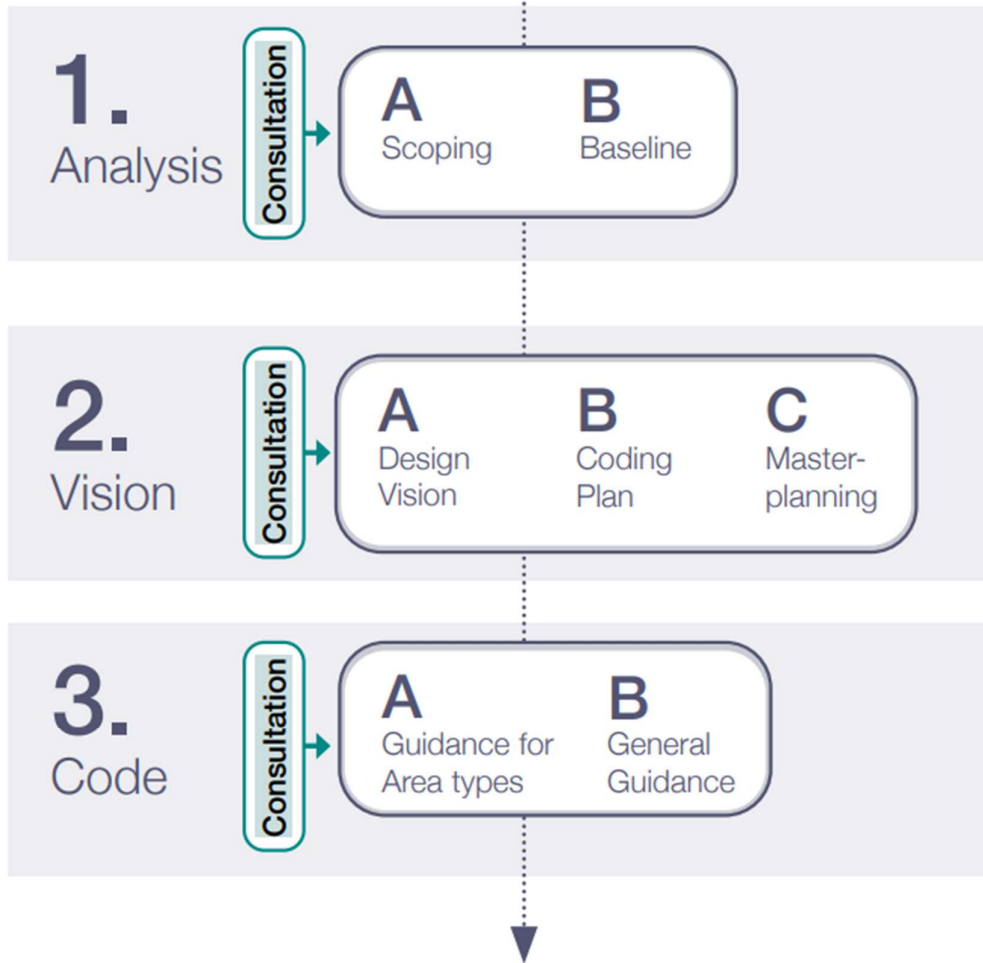 1.
Analysis
Consultation
A
Scoping
B
Baseline
2.
Vision
Consultation
A
Design
Vision
B
Coding
Plan
C
Master-
planning
3.
Code
Consultation
A
Guidance for
Area types
B
General
Guidance